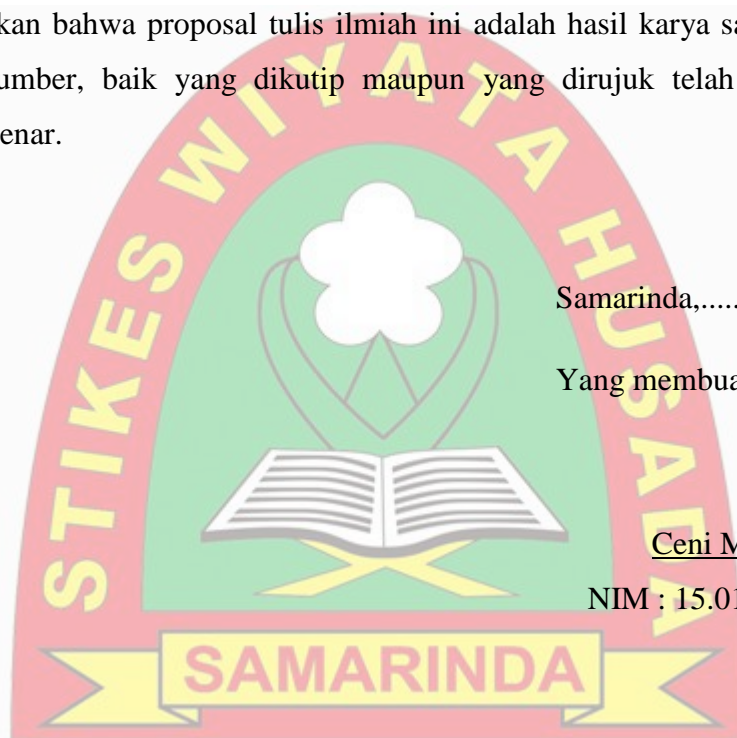 kan bahwa proposal tulis ilmiah ini adalah hasil karya sa
umber, baik yang dikutip maupun yang dirujuk telah
enar.
STIKES WIYATA HUSADA
Samarinda,.....
Yang membua
Ceni M
NIM : 15.01
SAMARINDA